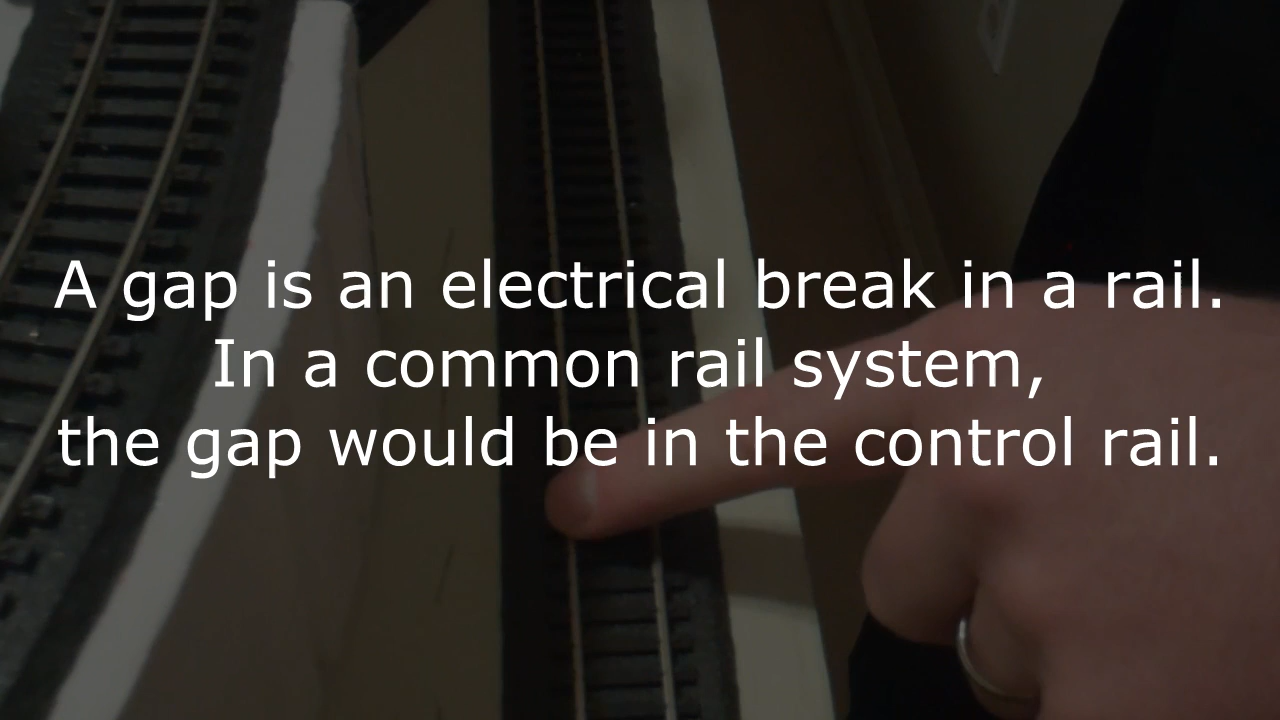 A gap is an electrical break in a rail.
In a common rail system,
the gap would be in the control rail.